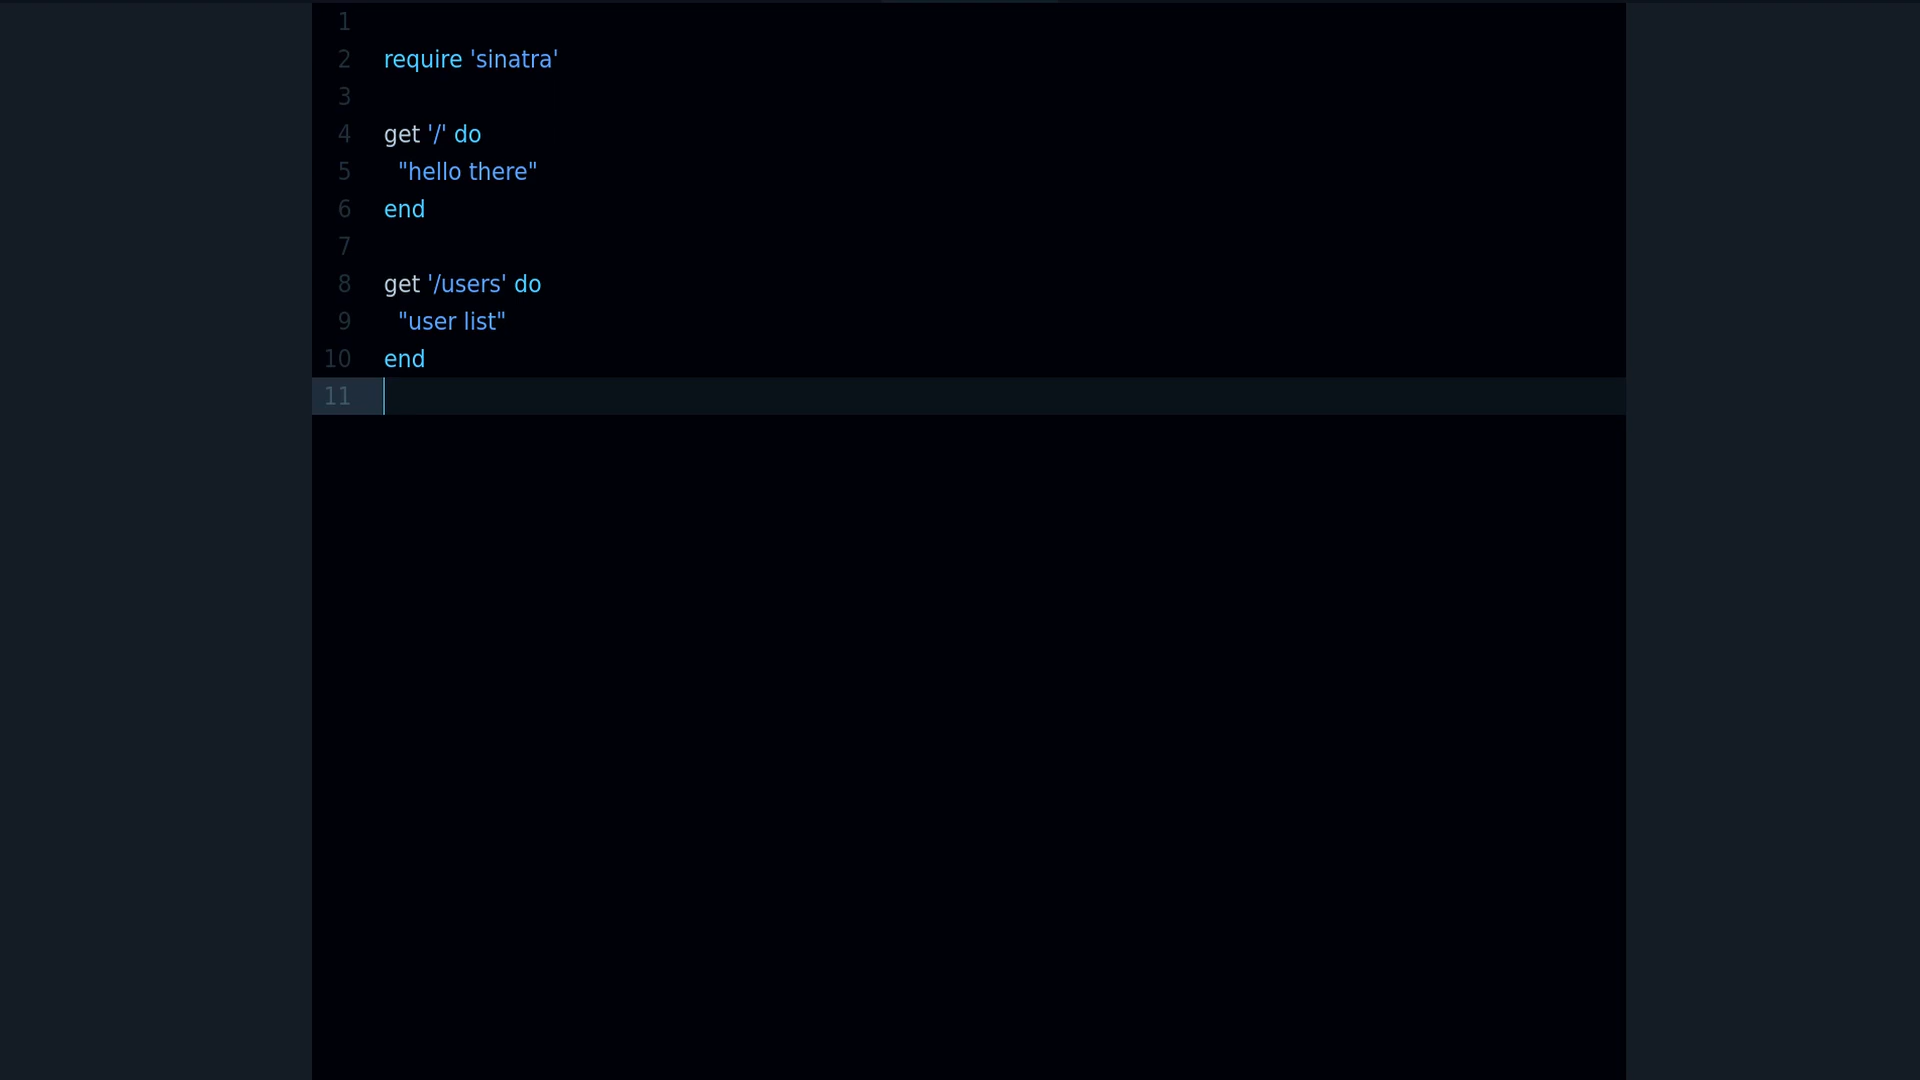 1
2 require 'sinatra'
3
4 get '/' do
5   "hello there"
6 end
7
8 get '/users' do
9   "user list"
10 end
11